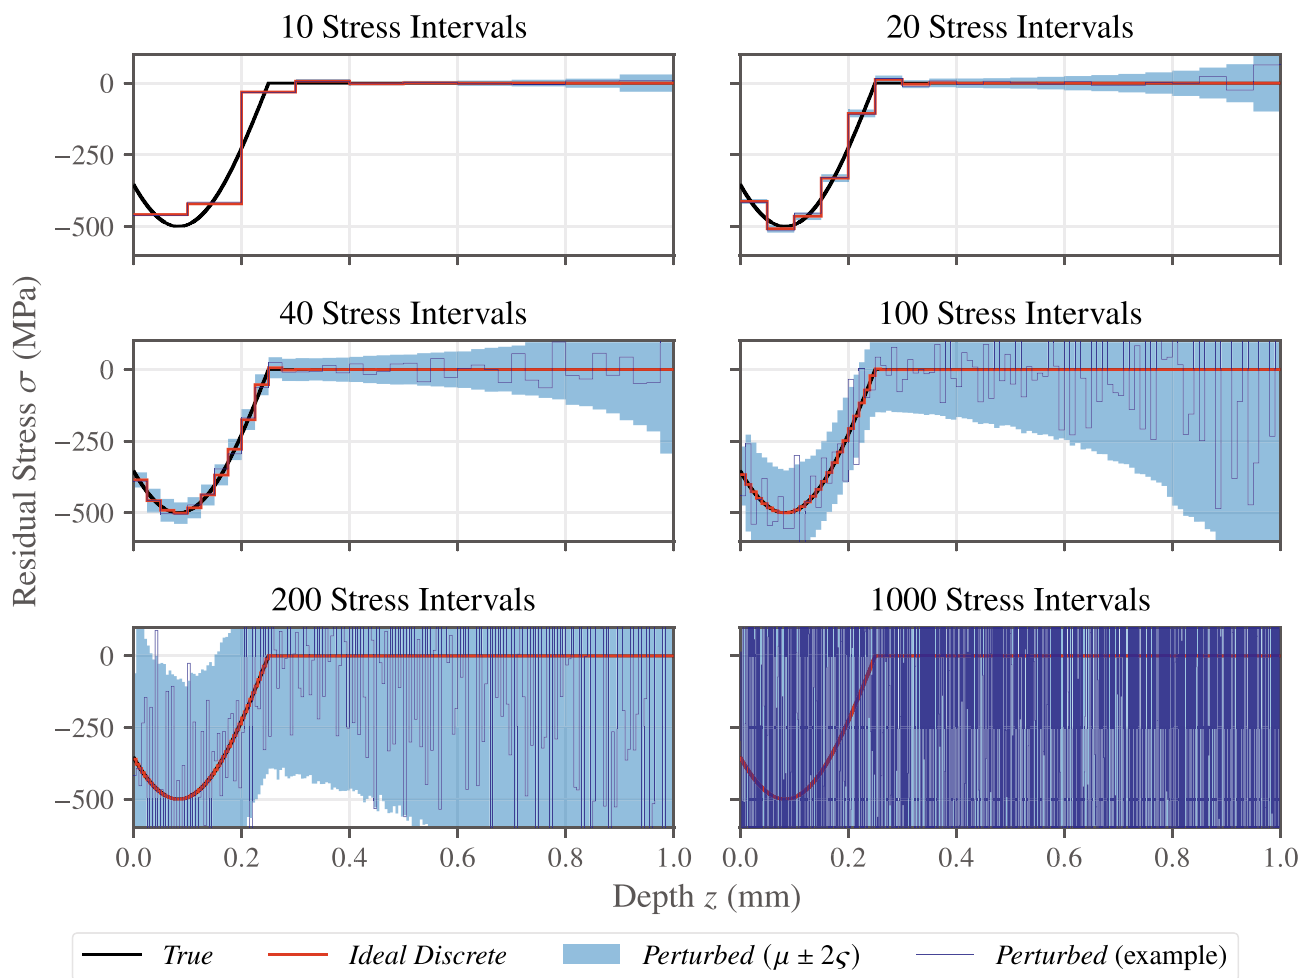 10 Stress Intervals
20 Stress Intervals
0
−250
−500
40 Stress Intervals
100 Stress Intervals
0
−250
−500
200 Stress Intervals
1000 Stress Intervals
0
−250
−500
0.0 0.2 0.4 0.6 0.8 1.0
0.0 0.2 0.4 0.6 0.8 1.0
Residual Stress σ (MPa)
Depth z (mm)
True Ideal Discrete Perturbed (μ ± 2ς) Perturbed (example)